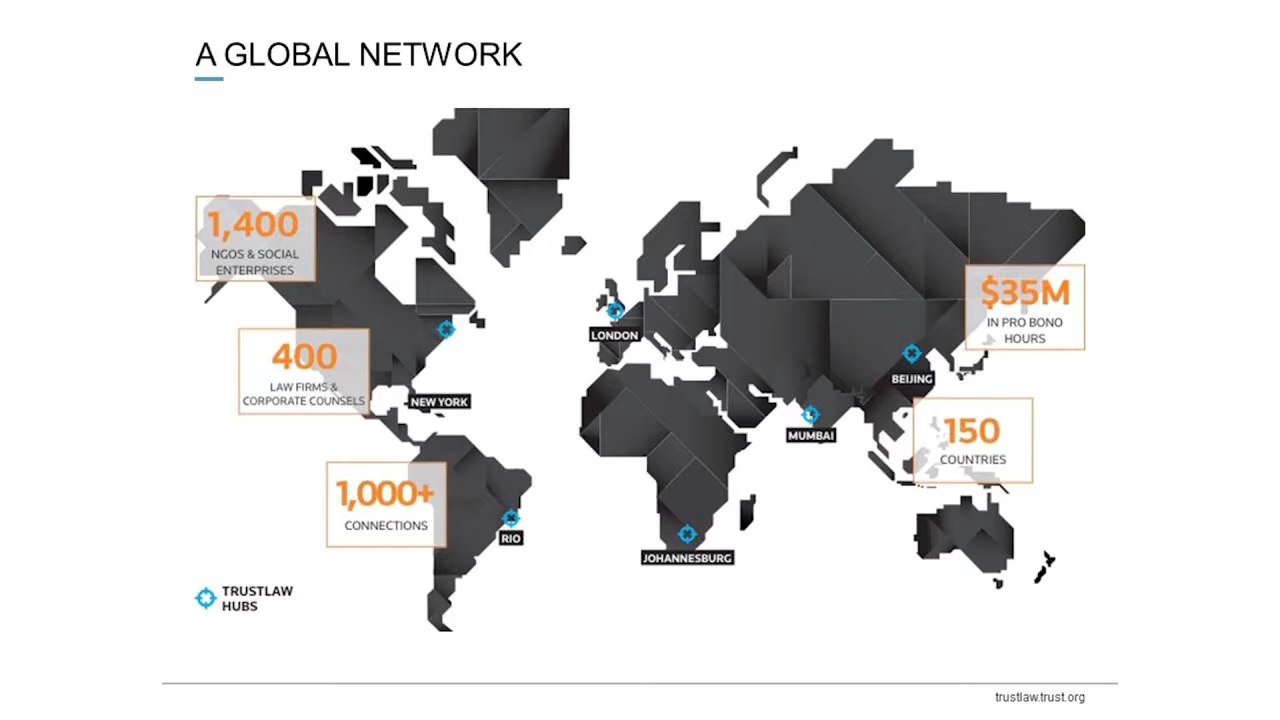 A GLOBAL NETWORK
1,400
NGOS & SOCIAL
ENTERPRISES
$35M
IN PRO BONO
HOURS
LONDON
400
LAW FIRMS &
CORPORATE COUNSELS
BEIJING
NEW YORK
150
COUNTRIES
MUMBAI
1,000+
CONNECTIONS
RIO
JOHANNESBURG
TRUSTLAW
HUBS
trustlaw.trust.org